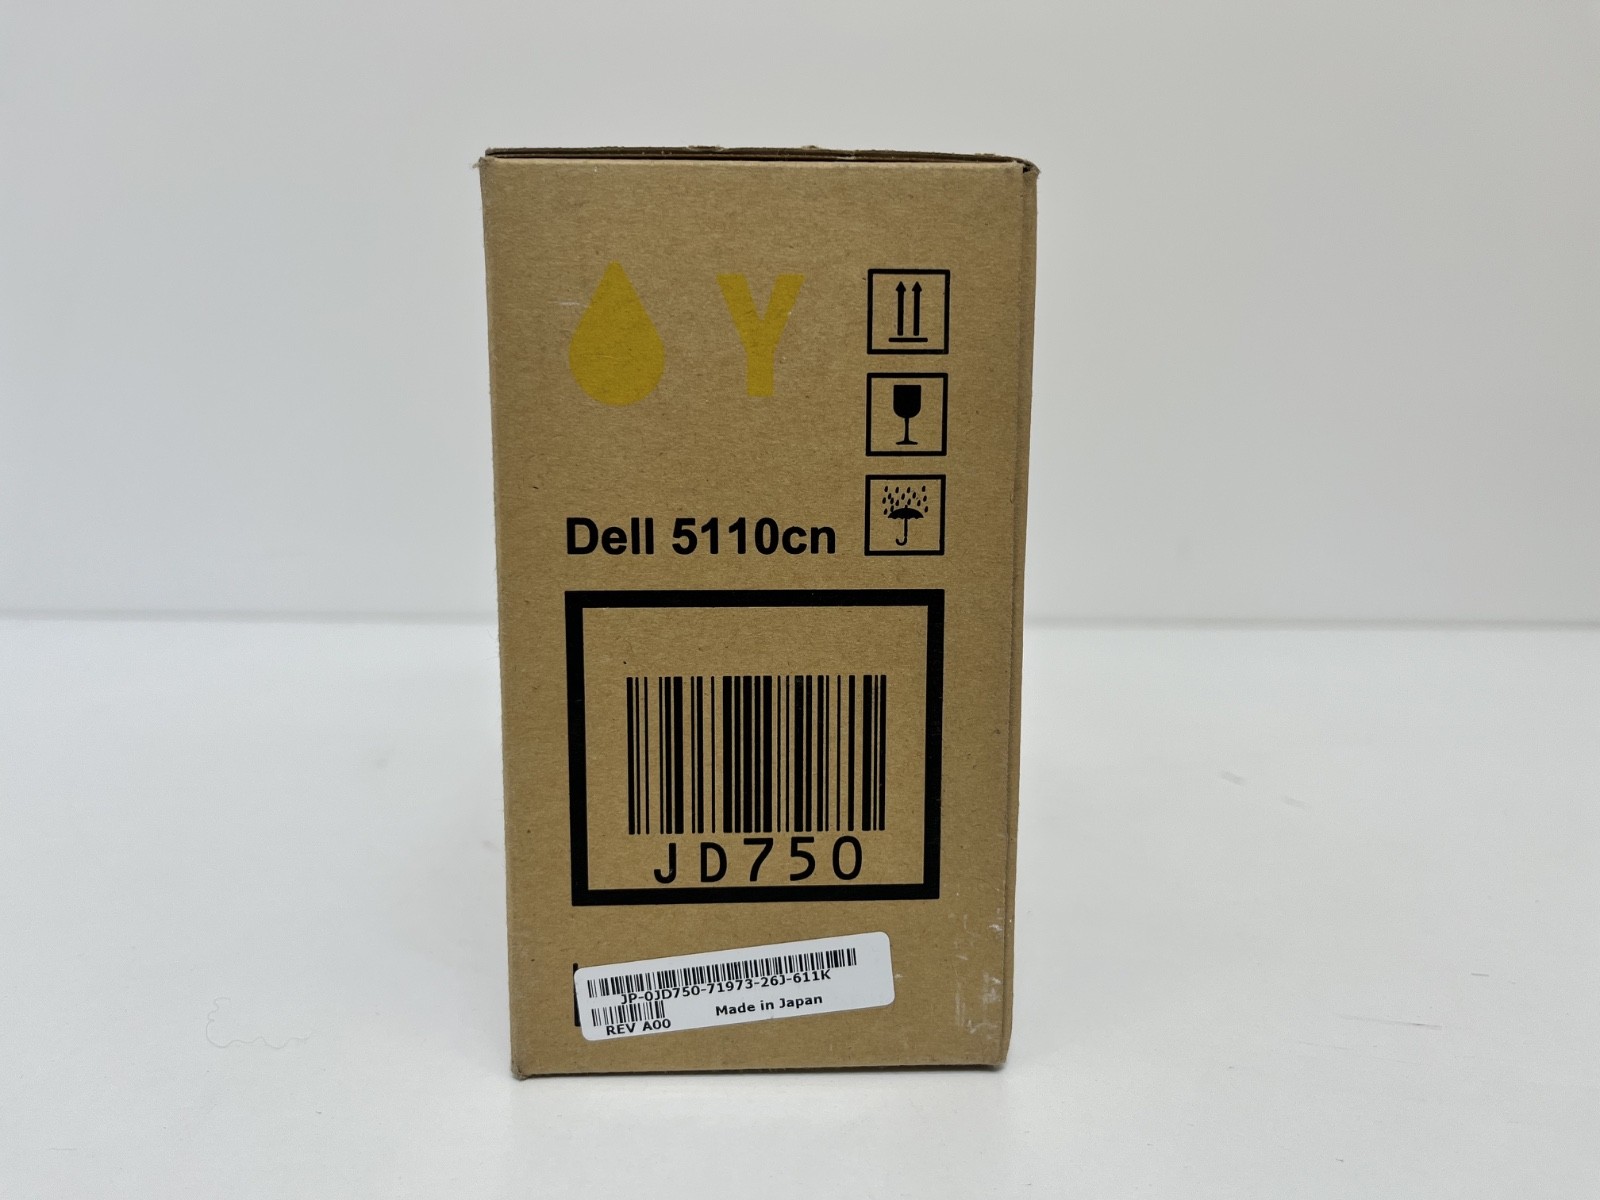 Y
Dell 5110cn
JD750
JP-0JD750-71973-26J-611K
REV A00 Made in Japan